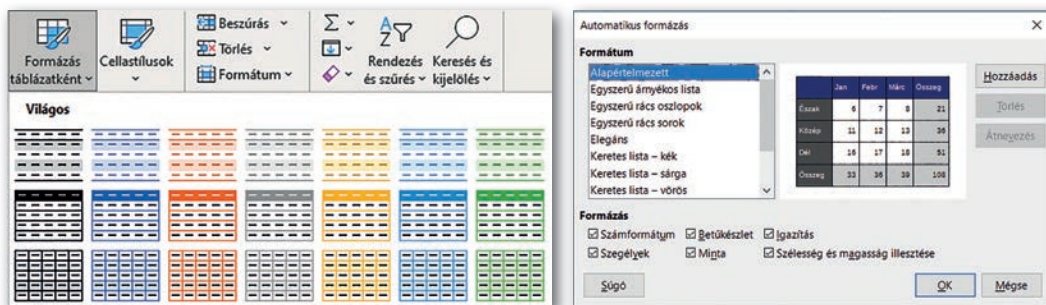 Formázás
táblázatként
Cellastílusok
Beszúrás
Törlés
Formátum
Rendezés
és szűrés
Keresés és
kijelölés
Világos
Automatikus formázás
Formátum
Alapértelmezett
Egyszerű árnyékos lista
Egyszerű rács oszlopok
Egyszerű rács sorok
Elegáns
Keretes lista – kék
Keretes lista – sárga
Keretes lista – vörös
Jan Febr Márc Összeg
Észak 6 7 8 21
Közép 11 12 13 36
Dél 16 17 18 51
Összeg 33 36 39 108
Hozzáadás
Törlés
Átnevezés
Formázás
Számformátum Betűkészlet Igazítás
Szegélyek Minta Szélesség és magasság illesztése
Súgó
OK
Mégse